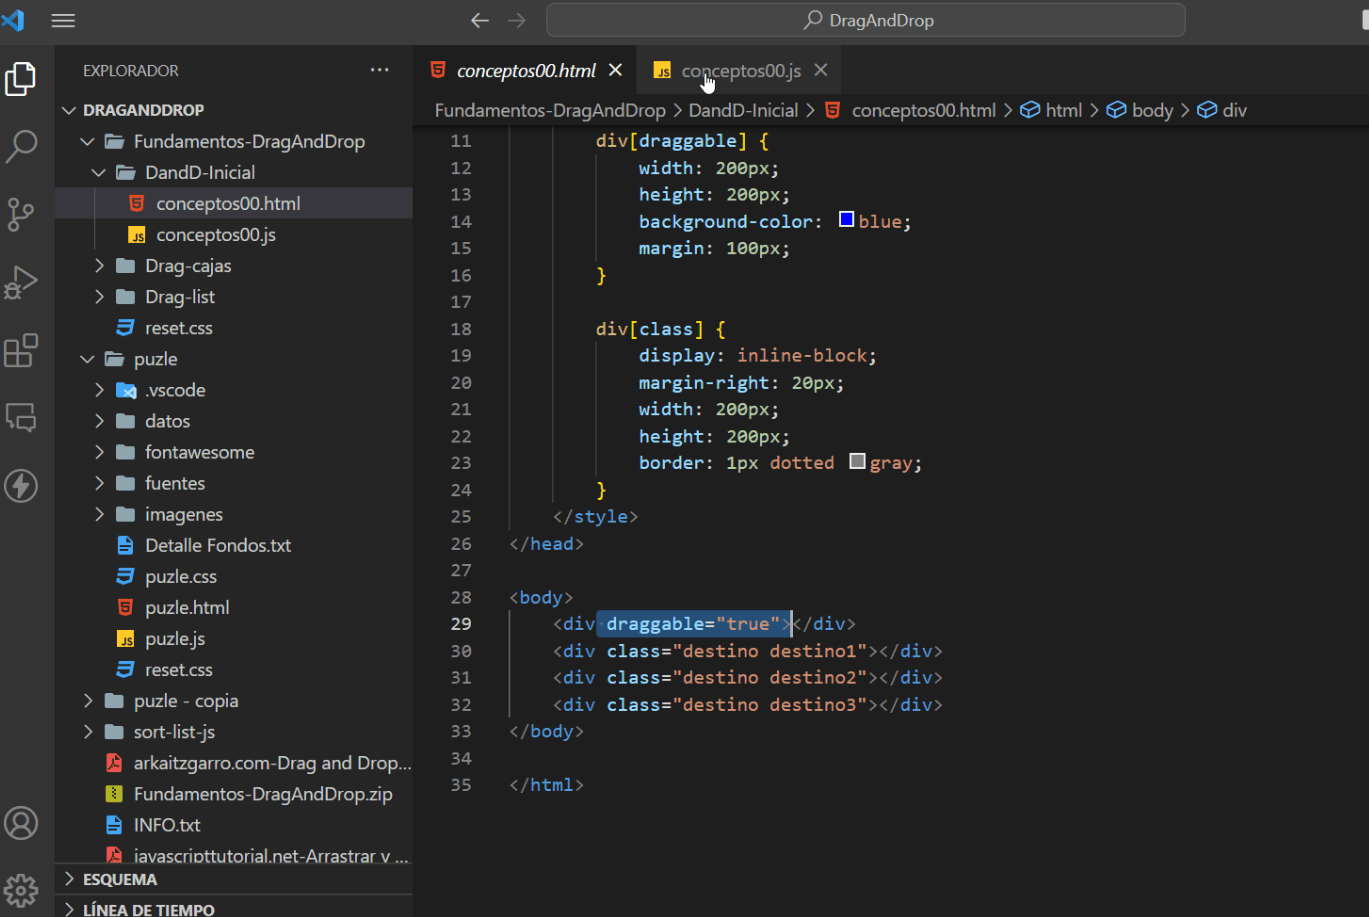 DragAndDrop
EXPLORADOR
DRAGANDDROP
Fundamentos-DragAndDrop
DandD-Inicial
conceptos00.html
conceptos00.js
Drag-cajas
Drag-list
reset.css
puzle
.vscode
datos
fontawesome
fuentes
imagenes
Detalle Fondos.txt
puzle.css
puzle.html
puzle.js
reset.css
puzle - copia
sort-list-js
arkaitzgarro.com-Drag and Drop...
Fundamentos-DragAndDrop.zip
INFO.txt
javascripttutorial.net-Arrastrar y ...
ESQUEMA
LÍNEA DE TIEMPO
conceptos00.html
JS conceptos00.js
Fundamentos-DragAndDrop > DandD-Inicial > conceptos00.html > html > body > div
11 div[draggable] {
12 width: 200px;
13 height: 200px;
14 background-color: blue;
15 margin: 100px;
16 }
17
18 div[class] {
19 display: inline-block;
20 margin-right: 20px;
21 width: 200px;
22 height: 200px;
23 border: 1px dotted gray;
24 }
25 </style>
26 </head>
27
28 <body>
29 <div draggable="true"></div>
30 <div class="destino destino1"></div>
31 <div class="destino destino2"></div>
32 <div class="destino destino3"></div>
33 </body>
34
35 </html>